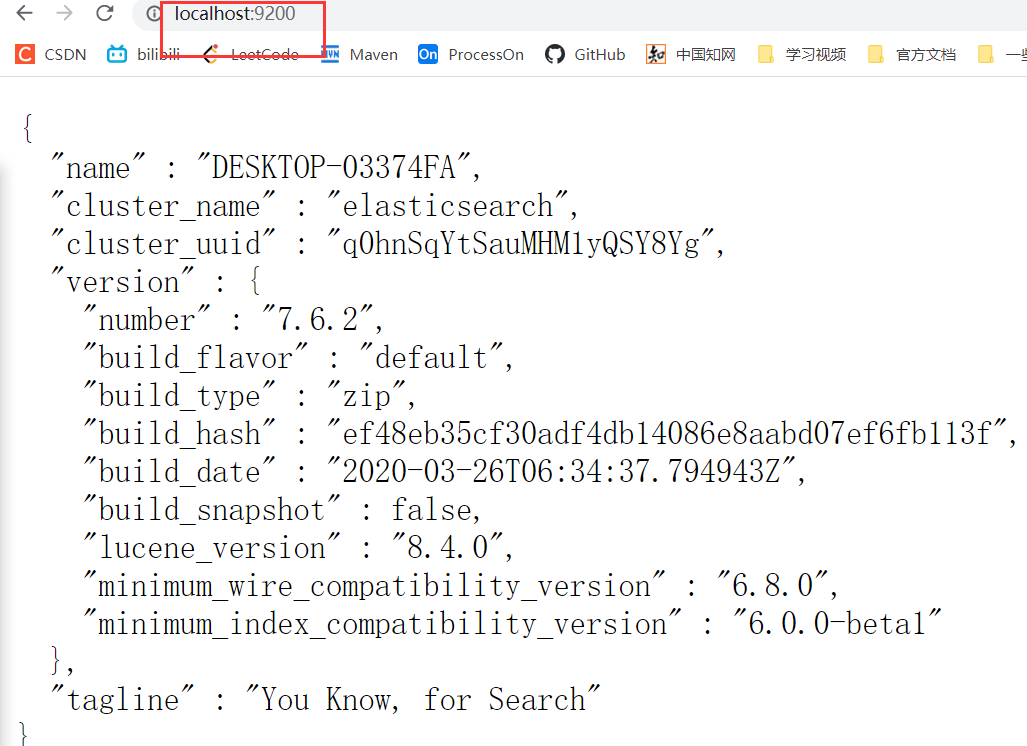 localhost:9200
CSDN bilibili LeetCode Maven On ProcessOn GitHub 中国知网 学习视频 官方文档 一些
{
"name" : "DESKTOP-03374FA",
"cluster_name" : "elasticsearch",
"cluster_uuid" : "q0hnSqYtSauMHM1yQSY8Yg",
"version" : {
"number" : "7.6.2",
"build_flavor" : "default",
"build_type" : "zip",
"build_hash" : "ef48eb35cf30adf4db14086e8aabd07ef6fb113f",
"build_date" : "2020-03-26T06:34:37.794943Z",
"build_snapshot" : false,
"lucene_version" : "8.4.0",
"minimum_wire_compatibility_version" : "6.8.0",
"minimum_index_compatibility_version" : "6.0.0-beta1"
},
"tagline" : "You Know, for Search"
}